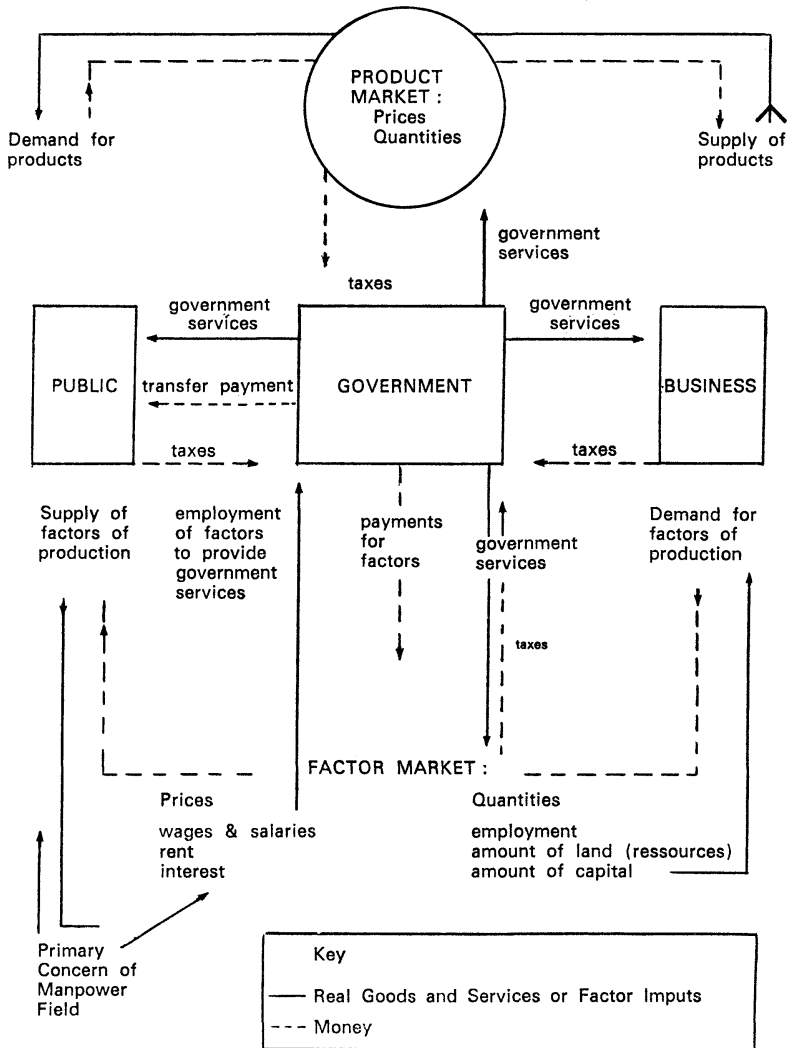 PRODUCT
MARKET :
Prices
Quantities
Demand for
products
Supply of
products
government
services
taxes
government
services
government
services
PUBLIC
transfer payment
GOVERNMENT
BUSINESS
taxes
taxes
Supply of
factors of
production
employment
of factors
to provide
government
services
payments
for
factors
government
services
Demand for
factors of
production
taxes
FACTOR MARKET :
Prices
wages & salaries
rent
interest
Quantities
employment
amount of land (ressources)
amount of capital
Primary
Concern of
Manpower
Field
Key
Real Goods and Services or Factor Imputs
Money